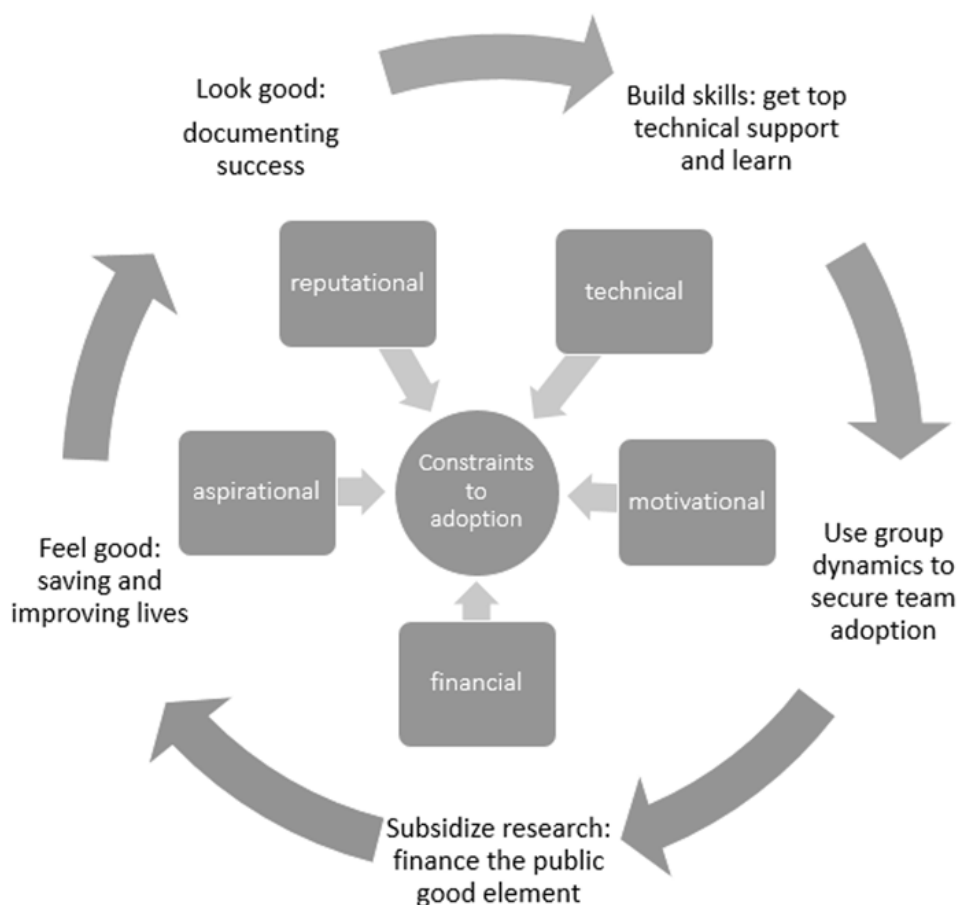 Look good:
documenting
success
Build skills: get top
technical support
and learn
reputational
technical
aspirational
Constraints
to
adoption
motivational
Feel good:
saving and
improving lives
Use group
dynamics to
secure team
adoption
financial
Subsidize research:
finance the public
good element